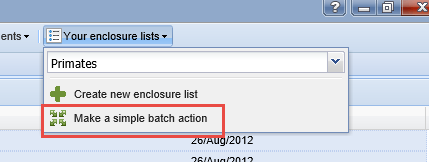 ents
Your enclosure lists
Primates
Create new enclosure list
Make a simple batch action
26/Aug/2012
26/Aug/2012